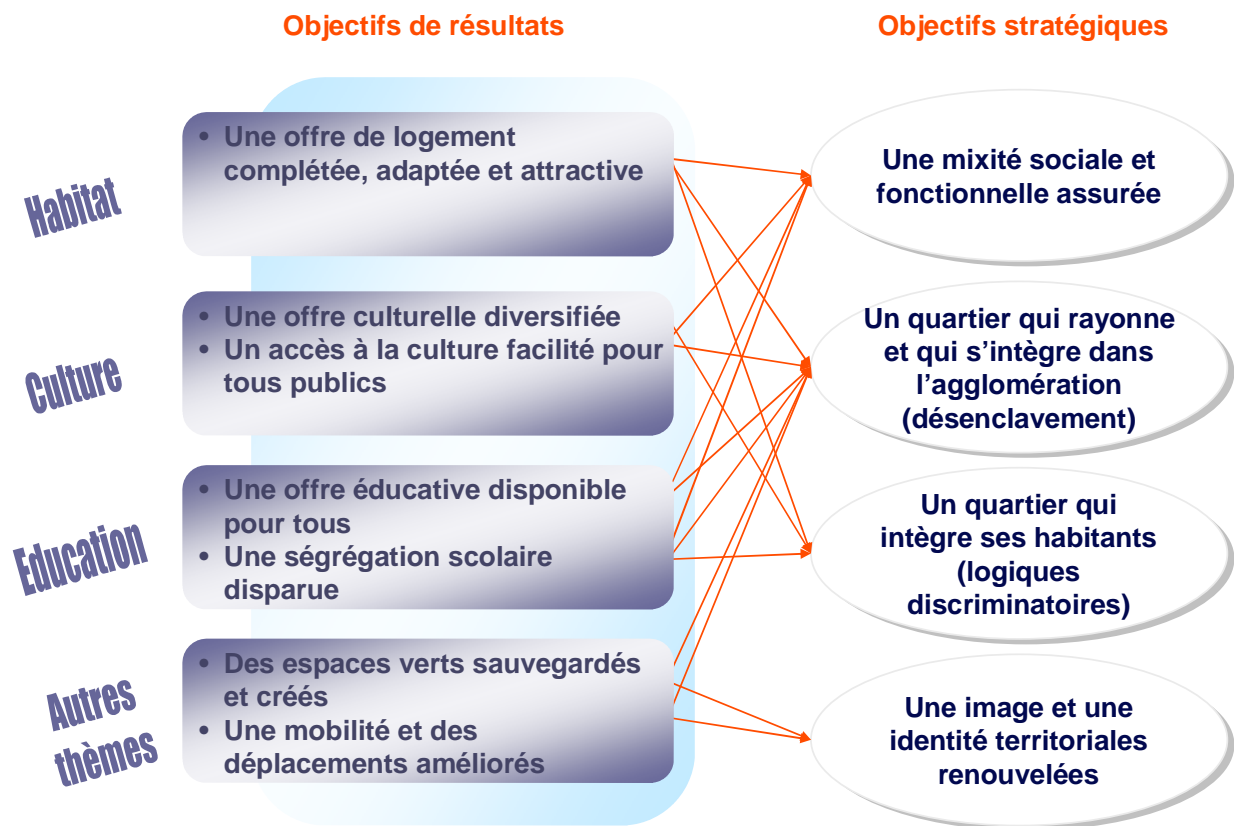 Objectifs de résultats
Objectifs stratégiques
Habitat
• Une offre de logement
complétée, adaptée et attractive
Une mixité sociale et
fonctionnelle assurée
Culture
• Une offre culturelle diversifiée
• Un accès à la culture facilité pour
tous publics
Un quartier qui rayonne
et qui s’intègre dans
l’agglomération
(désenclavement)
Education
• Une offre éducative disponible
pour tous
• Une ségrégation scolaire
disparue
Un quartier qui
intègre ses habitants
(logiques
discriminatoires)
Autres
thèmes
• Des espaces verts sauvegardés
et créés
• Une mobilité et des
déplacements améliorés
Une image et une
identité territoriales
renouvelées